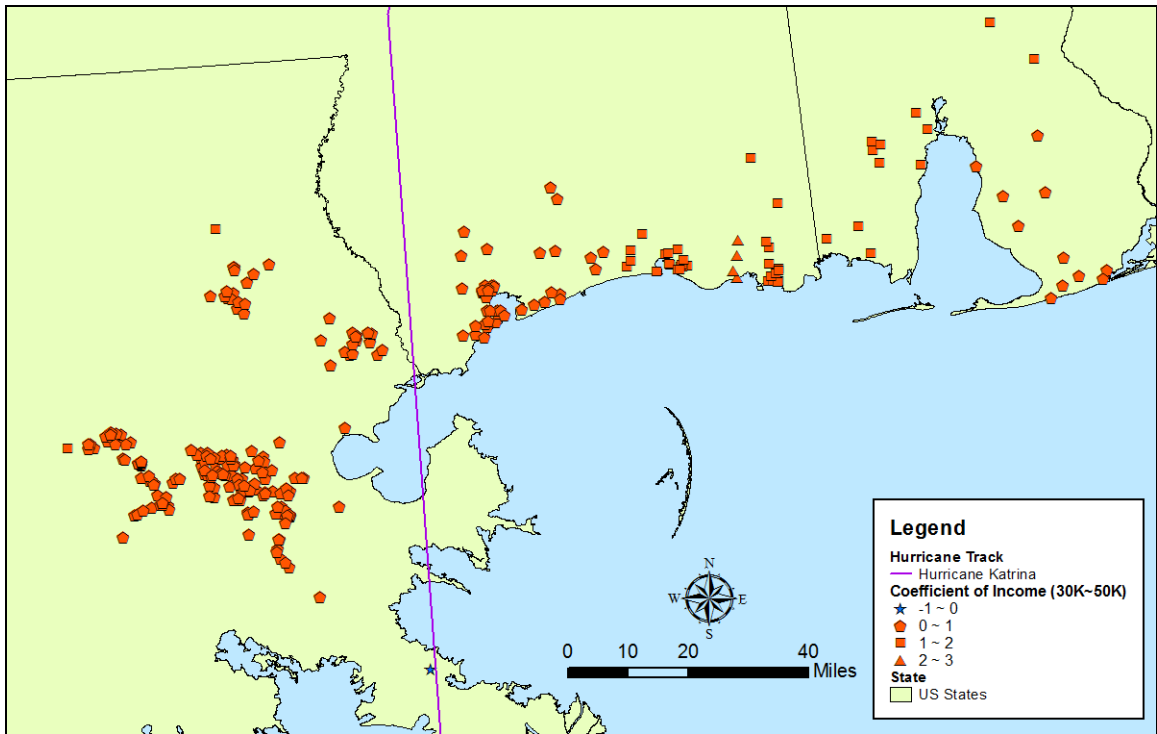 N
W E
S
0 10 20 40
Miles
Legend
Hurricane Track
Hurricane Katrina
Coefficient of Income (30K~50K)
-1 ~ 0
0 ~ 1
1 ~ 2
2 ~ 3
State
US States